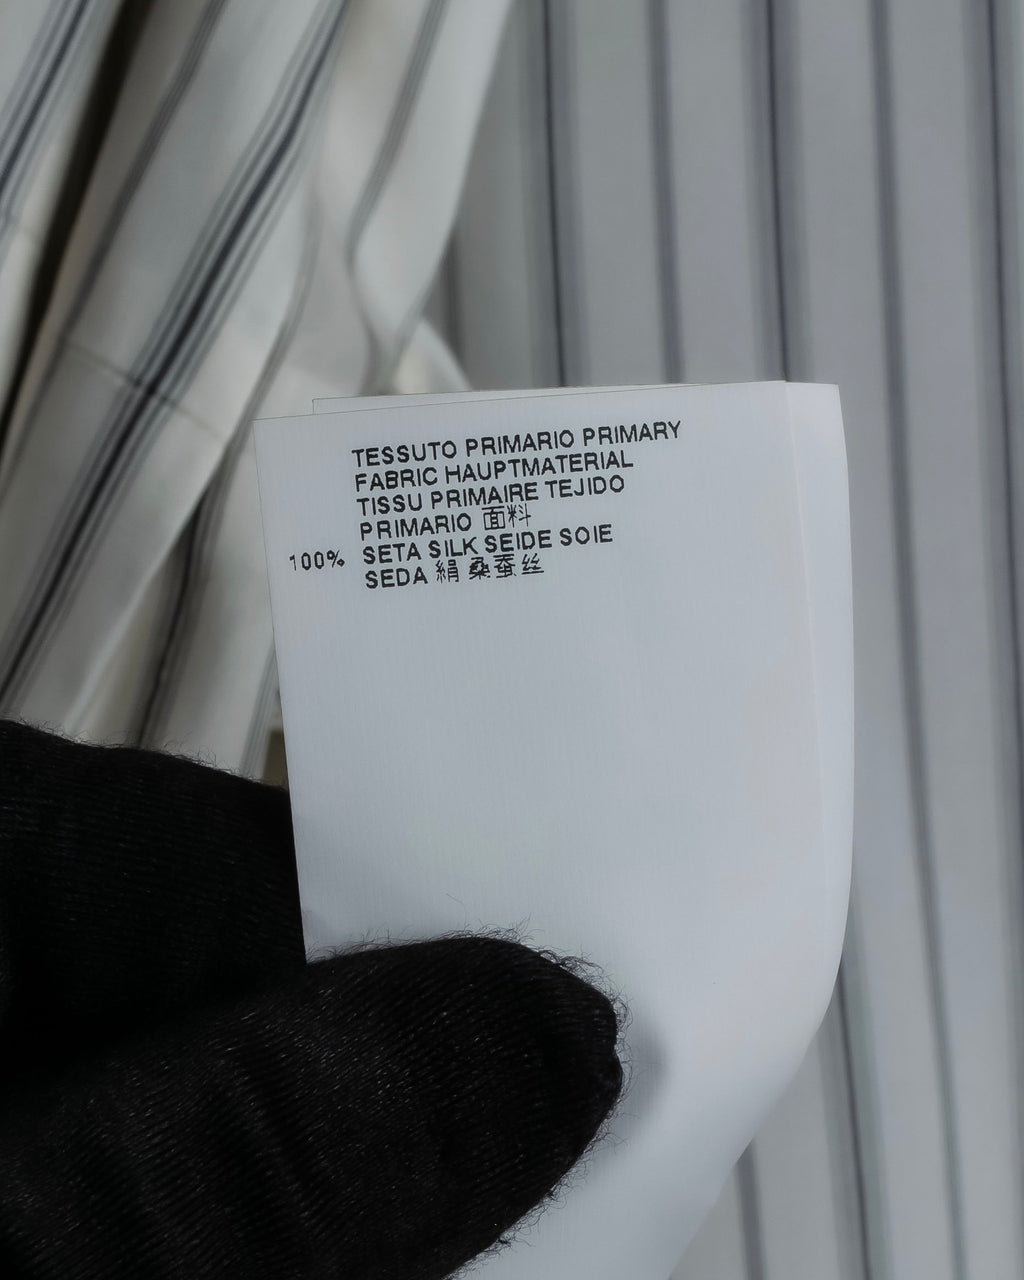 TESSUTO PRIMARIO PRIMARY
FABRIC HAUPTMATERIAL
TISSU PRIMAIRE TEJIDO
PRIMARIO 面料
100% SETA SILK SEIDE SOIE
SEDA 絹 桑蚕丝